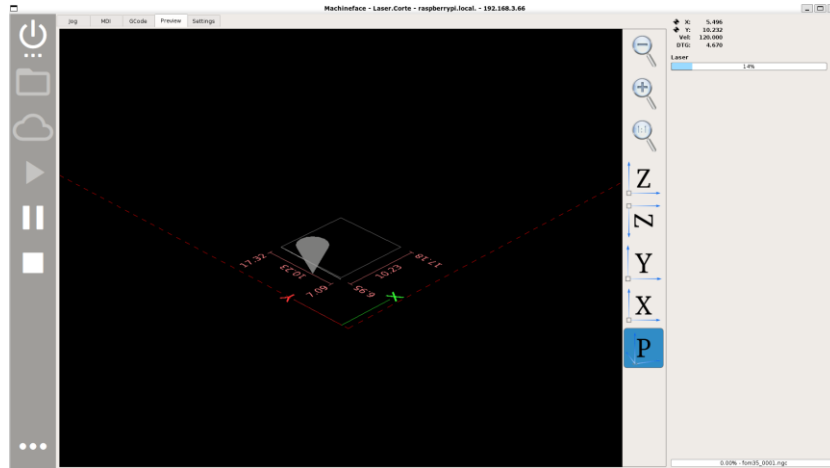 Machineface - Laser.Corte - raspberrypi.local. - 192.168.3.66
Jog MDI GCode Preview Settings
X: 5.496
Y: 10.232
Vel: 120.000
DTG: 4.670
Laser
14%
1:1
Z
Z
Y
X
P
17.32
10.23
7.09
17.18
10.23
6.95
X
X
0.00% - fom35_0001.ngc